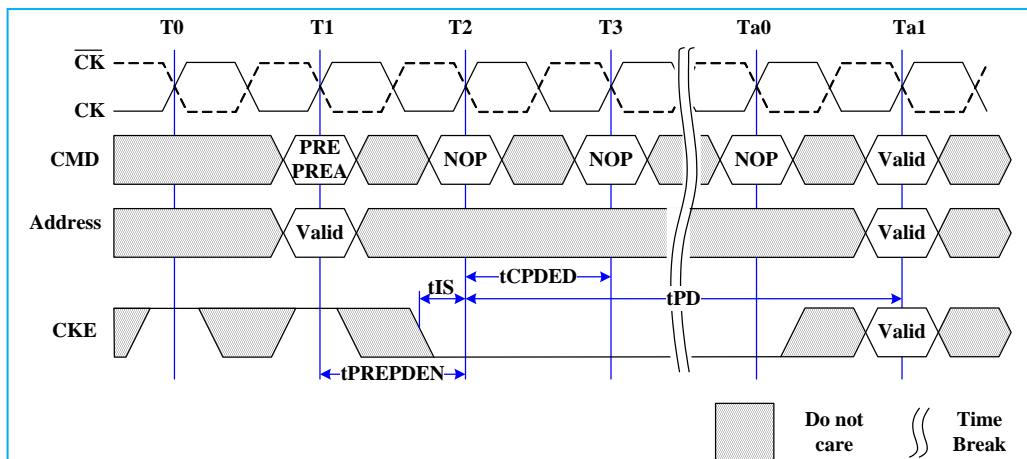 T0 T1 T2 T3 Ta0 Ta1
CK
CK
CMD PRE PREA NOP NOP NOP Valid
Address Valid Valid
tIS tCPDED
tPD
CKE Valid
tPREPDEN
Do not care
Time Break